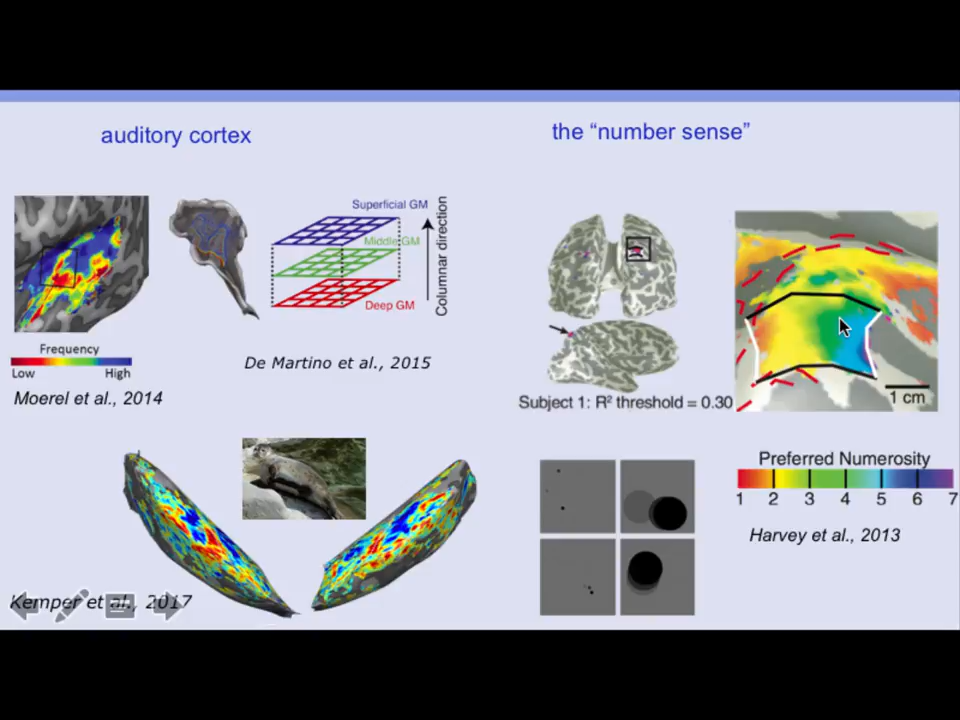 auditory cortex
the “number sense”
Superficial GM
Middle GM
Deep GM
Columnar direction
Frequency
Low High
De Martino et al., 2015
Moerel et al., 2014
Subject 1: R² threshold = 0.30
1 cm
Kemper et al., 2017
Preferred Numerosity
1 2 3 4 5 6 7
Harvey et al., 2013